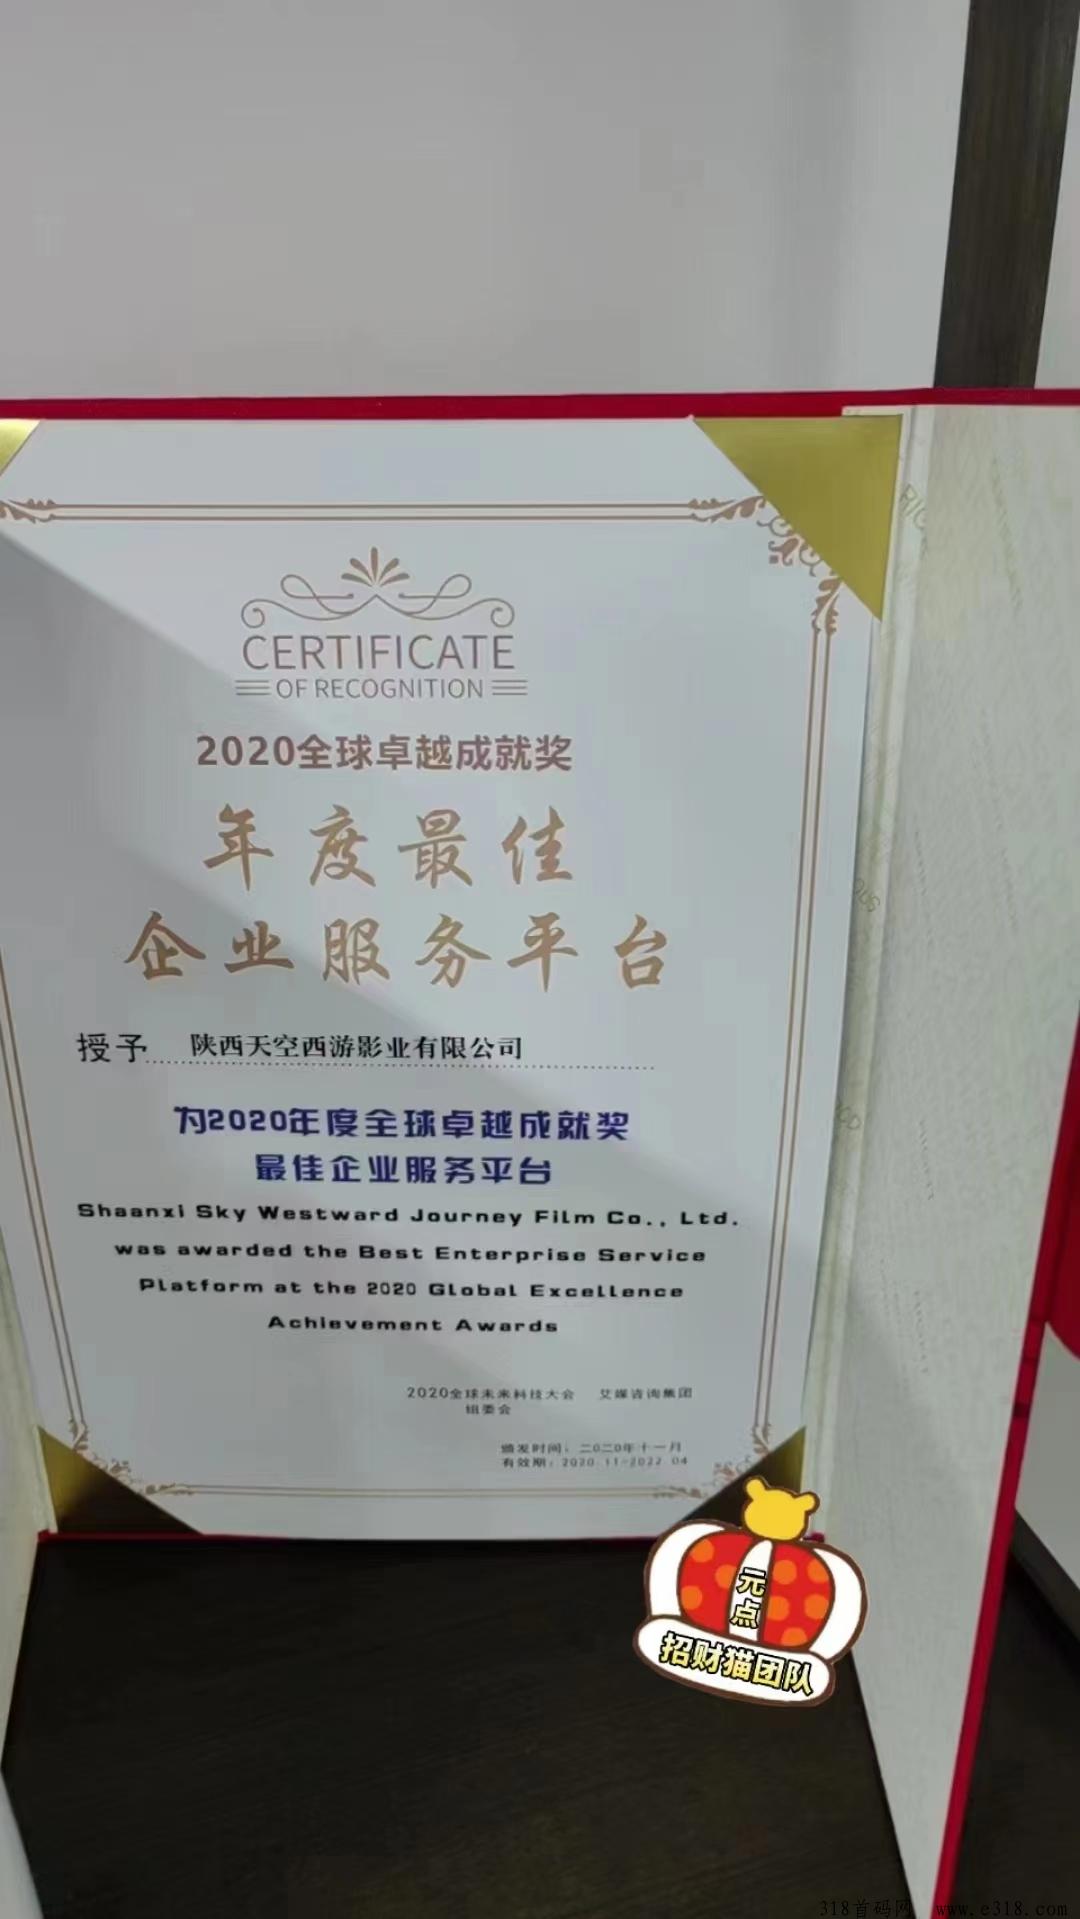 CERTIFICATE
OF RECOGNITION
2020全球卓越成就奖
年度最佳
企业服务平台
授予 陕西天空西游影业有限公司
为2020年度全球卓越成就奖
最佳企业服务平台
Shaanxi Sky Westward Journey Film Co., Ltd.
was awarded the Best Enterprise Service
Platform at the 2020 Global Excellence
Achievement Awards
2020全球未来科技大会 艾媒咨询集团
组委会
颁发时间：二〇二〇年十一月
有效期：2020.11-2022.04
元点
招财猫团队
318首码网 www.e318.com